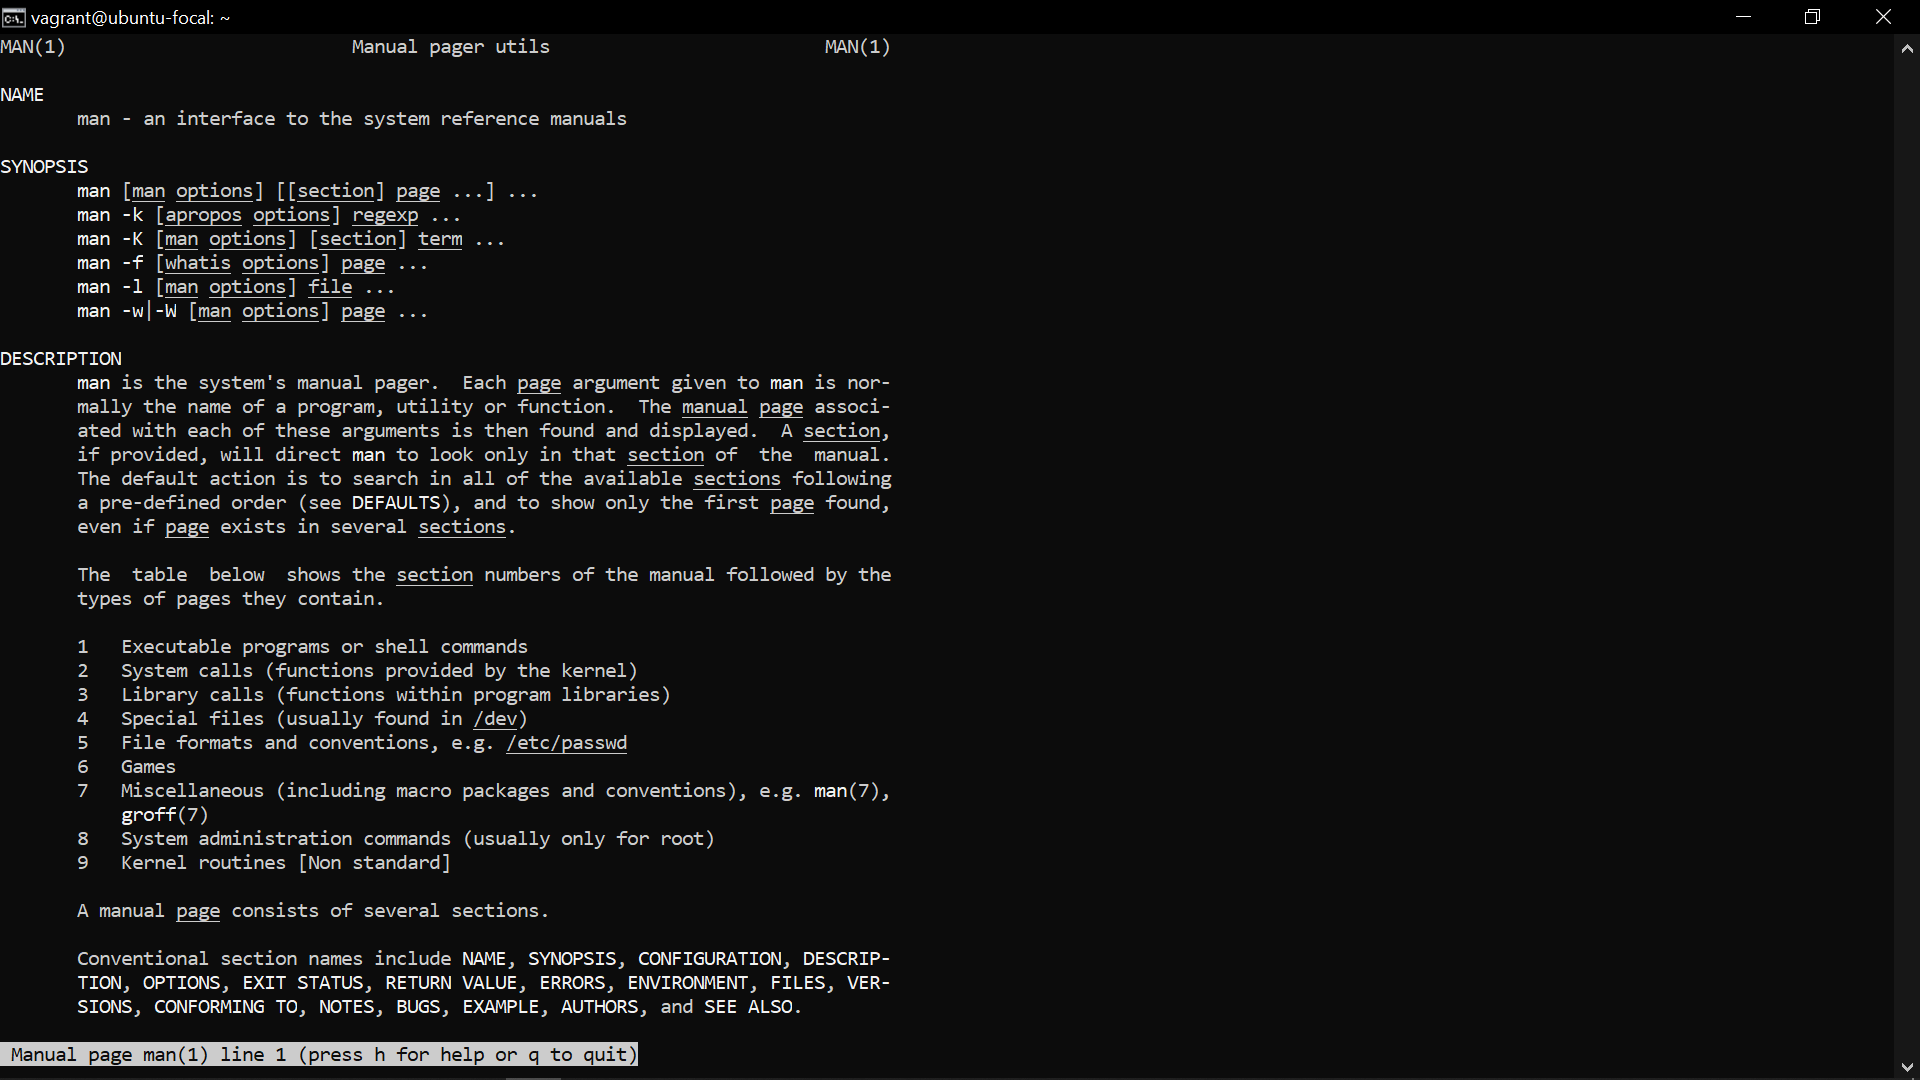 vagrant@ubuntu-focal: ~
MAN(1)                          Manual pager utils                         MAN(1)

NAME
       man - an interface to the system reference manuals

SYNOPSIS
       man [man options] [[section] page ...] ...
       man -k [apropos options] regexp ...
       man -K [man options] [section] term ...
       man -f [whatis options] page ...
       man -l [man options] file ...
       man -w|-W [man options] page ...

DESCRIPTION
       man is the system's manual pager.  Each page argument given to man is nor-
       mally the name of a program, utility or function.  The manual page associ-
       ated with each of these arguments is then found and displayed.  A section,
       if provided, will direct man to look only in that section of  the  manual.
       The default action is to search in all of the available sections following
       a pre-defined order (see DEFAULTS), and to show only the first page found,
       even if page exists in several sections.

       The  table  below  shows the section numbers of the manual followed by the
       types of pages they contain.

       1   Executable programs or shell commands
       2   System calls (functions provided by the kernel)
       3   Library calls (functions within program libraries)
       4   Special files (usually found in /dev)
       5   File formats and conventions, e.g. /etc/passwd
       6   Games
       7   Miscellaneous (including macro packages and conventions), e.g. man(7),
           groff(7)
       8   System administration commands (usually only for root)
       9   Kernel routines [Non standard]

       A manual page consists of several sections.

       Conventional section names include NAME, SYNOPSIS, CONFIGURATION, DESCRIP-
       TION, OPTIONS, EXIT STATUS, RETURN VALUE, ERRORS, ENVIRONMENT, FILES, VER-
       SIONS, CONFORMING TO, NOTES, BUGS, EXAMPLE, AUTHORS, and SEE ALSO.

 Manual page man(1) line 1 (press h for help or q to quit)